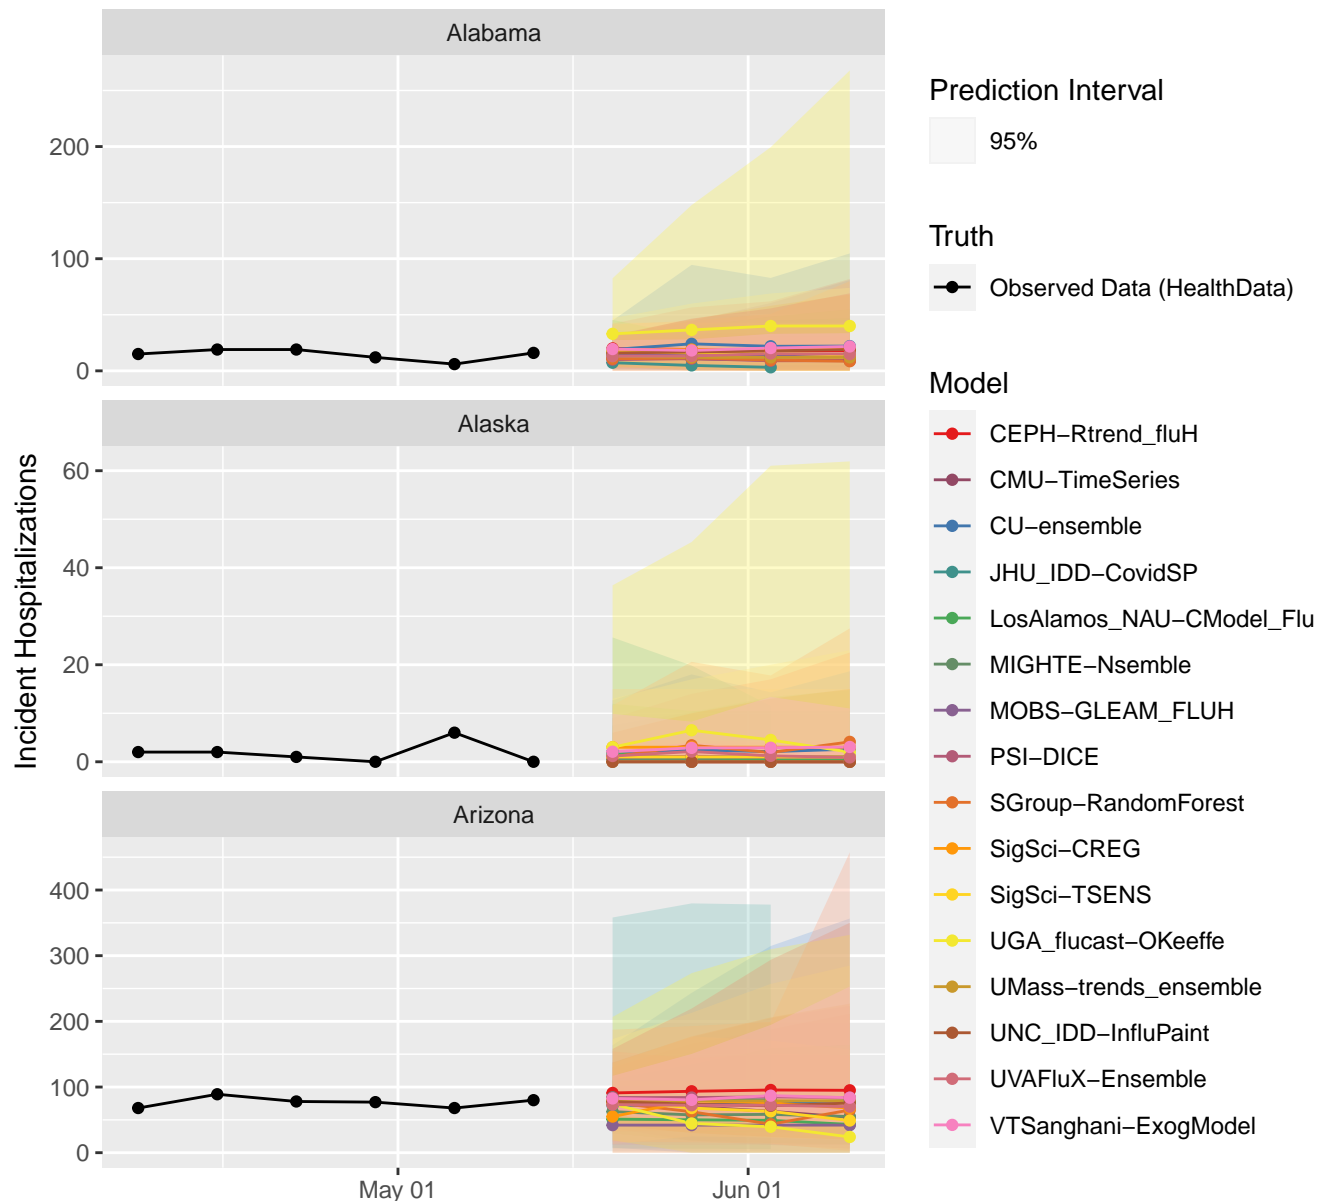 Alabama
200
100
0
Alaska
60
40
20
0
Arizona
400
300
200
100
0
May 01
Jun 01
Incident Hospitalizations
Prediction Interval
95%
Truth
Observed Data (HealthData)
Model
CEPH−Rtrend_fluH
CMU−TimeSeries
CU−ensemble
JHU_IDD−CovidSP
LosAlamos_NAU−CModel_Flu
MIGHTE−Nsemble
MOBS−GLEAM_FLUH
PSI−DICE
SGroup−RandomForest
SigSci−CREG
SigSci−TSENS
UGA_flucast−OKeeffe
UMass−trends_ensemble
UNC_IDD−InfluPaint
UVAFluX−Ensemble
VTSanghani−ExogModel